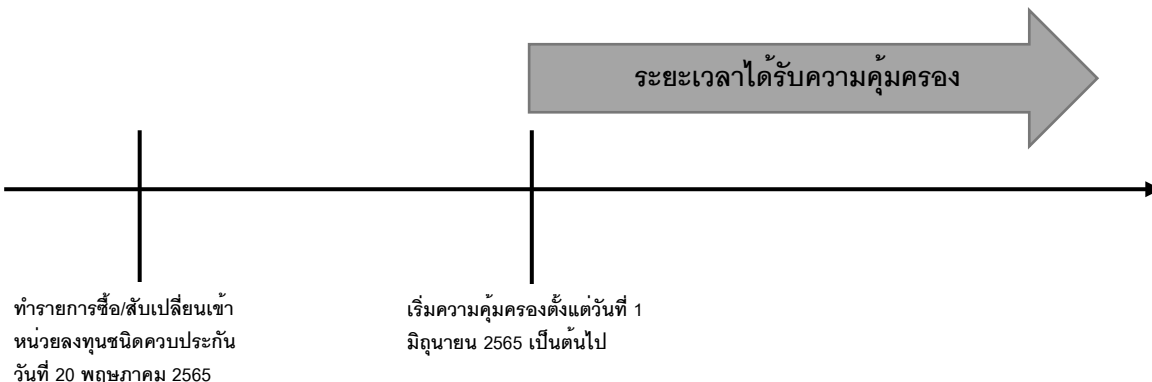 ระยะเวลาได้รับความคุ้มครอง
ทำรายการซื้อ/สับเปลี่ยนเข้า
หน่วยลงทุนชนิดควบประกัน
วันที่ 20 พฤษภาคม 2565
เริ่มความคุ้มครองตั้งแต่วันที่ 1
มิถุนายน 2565 เป็นต้นไป